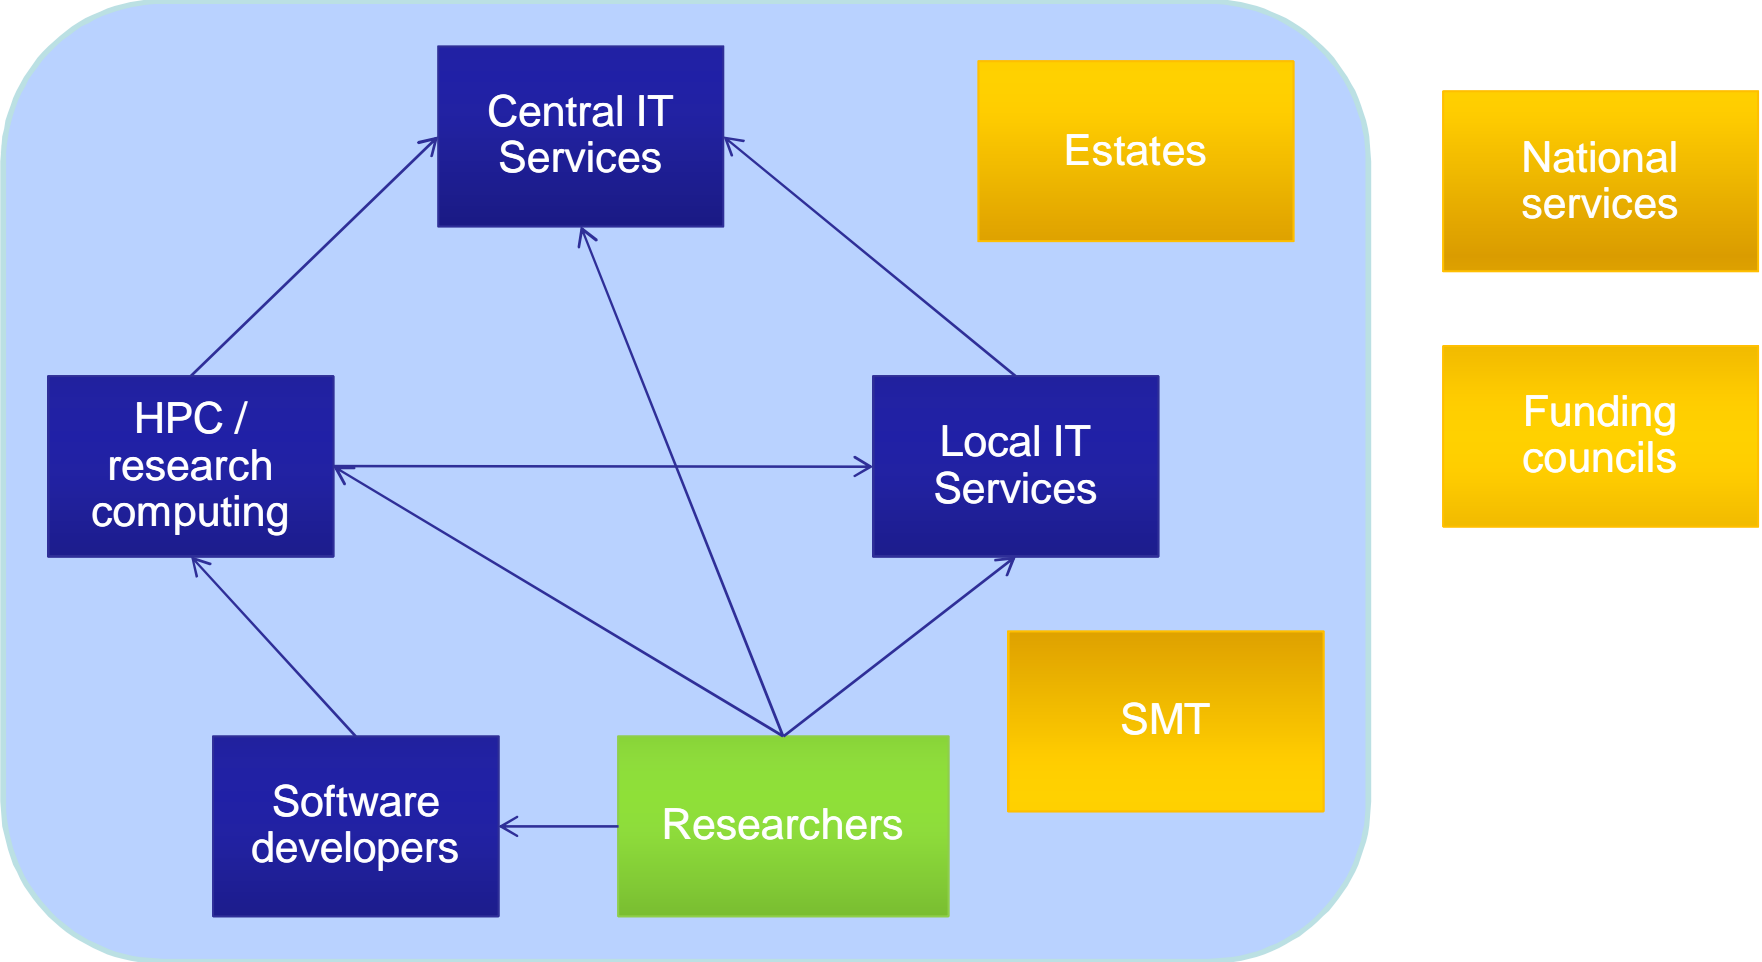 Central IT
Services
Estates
National
services
HPC /
research
computing
Local IT
Services
Funding
councils
SMT
Software
developers
Researchers